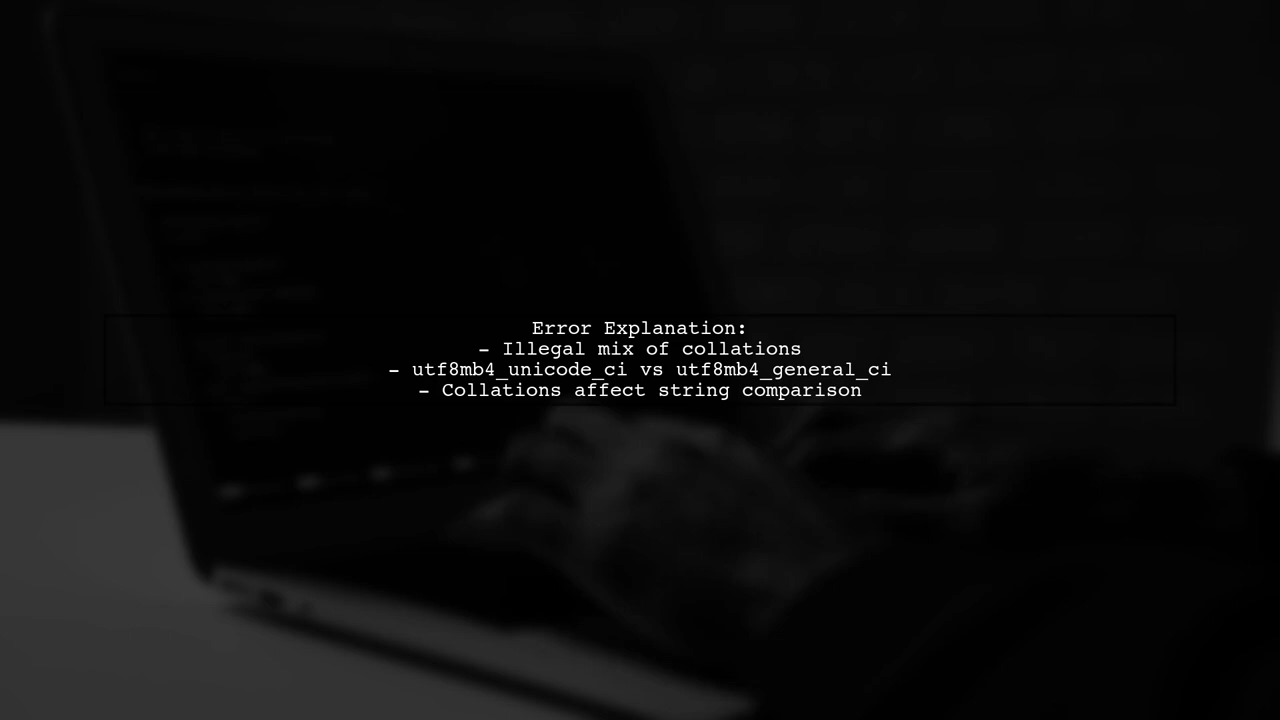 Error Explanation:
- Illegal mix of collations
- utf8mb4_unicode_ci vs utf8mb4_general_ci
- Collations affect string comparison